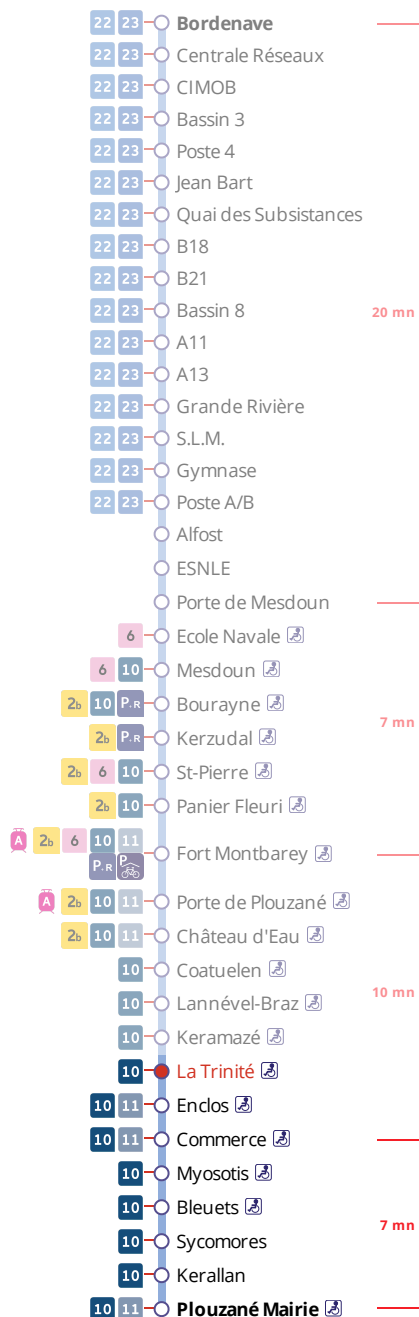 22 23 Bordenave
22 23 Centrale Réseaux
22 23 CIMOB
22 23 Bassin 3
22 23 Poste 4
22 23 Jean Bart
22 23 Quai des Subsistances
22 23 B18
22 23 B21
22 23 Bassin 8 20 mn
22 23 A11
22 23 A13
22 23 Grande Rivière
22 23 S.L.M.
22 23 Gymnase
22 23 Poste A/B
Alfost
ESNLE
Porte de Mesdoun
6 Ecole Navale
6 10 Mesdoun
2b 10 P+R Bourayne
7 mn
2b P+R Kerzudal
2b 6 10 St-Pierre
2b 10 Panier Fleuri
A 2b 6 10 11
Fort Montbarey
P+R P
A 2b 10 11 Porte de Plouzané
2b 10 11 Château d'Eau
10 Coatuelen
10 mn
10 Lannével-Braz
10 Keramazé
10 La Trinité
10 11 Enclos
10 11 Commerce
10 Myosotis
10 Bleuets
7 mn
10 Sycomores
10 Kerallan
10 11 Plouzané Mairie